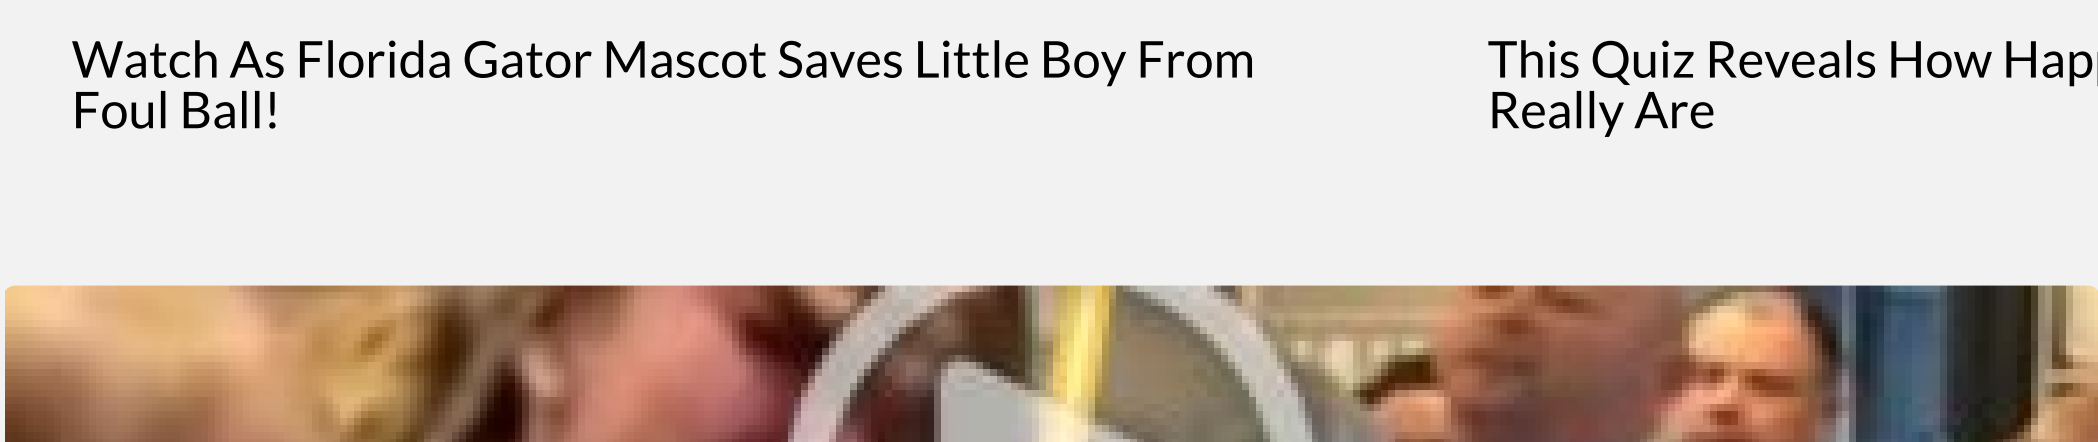 Watch As Florida Gator Mascot Saves Little Boy From
Foul Ball!
This Quiz Reveals How
Really Are